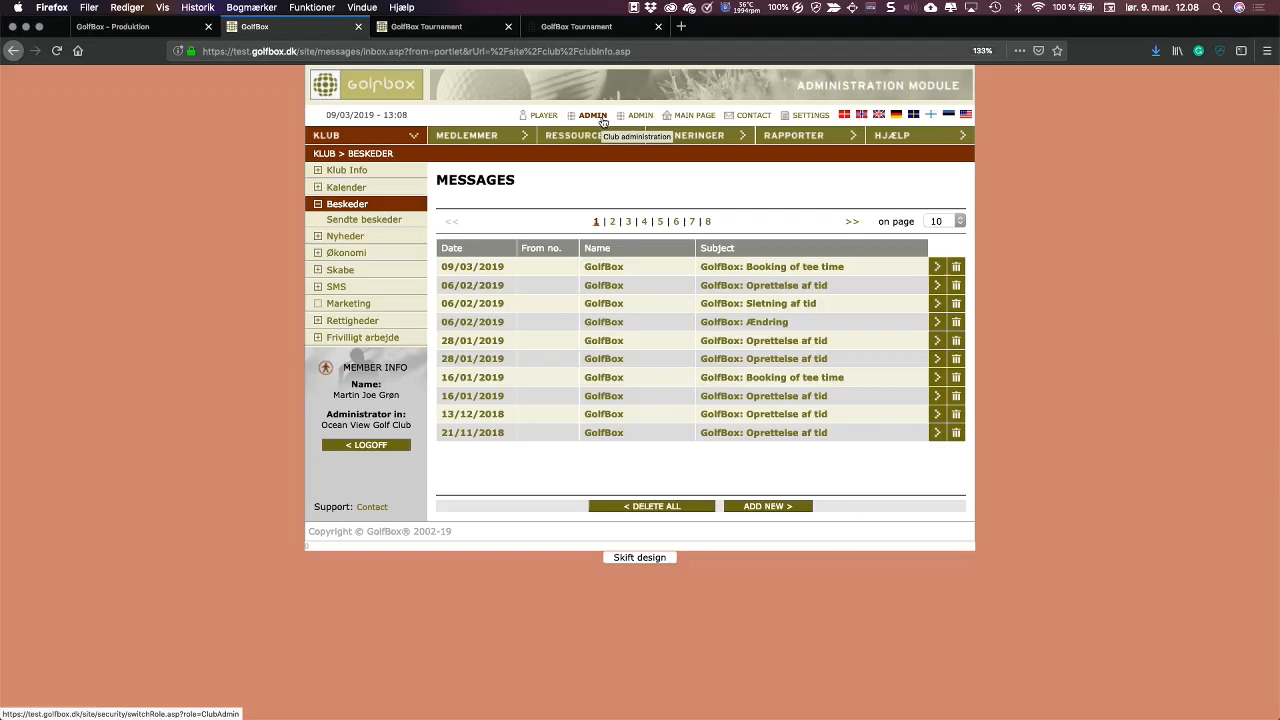 Firefox Filer Rediger Vis Historik Bogmærker Funktioner Vindue Hjælp 100% lør. 9. mar. 12.08
GolfBox - Produktion GolfBox GolfBox Tournament GolfBox Tournament
https://test.golfbox.dk/site/messages/inbox.asp?from=portlet&rUrl=%2Fsite%2Fclub%2FclubInfo.asp 133%
GolfBox ADMINISTRATION MODULE
09/03/2019 - 13:08 PLAYER ADMIN ADMIN MAIN PAGE CONTACT SETTINGS
KLUB MEDLEMMER NERINGER RAPPORTER HJÆLP
Club administration
KLUB > BESKEDER
Klub Info
Kalender
Beskeder
Sendte beskeder
Nyheder
Økonomi
Skabe
SMS
Marketing
Rettigheder
Frivilligt arbejde
MEMBER INFO
Name:
Martin Joe Grøn
Administrator in:
Ocean View Golf Club
< LOGOFF
Support: Contact
MESSAGES
<< 1 | 2 | 3 | 4 | 5 | 6 | 7 | 8 >> on page 10
Date From no. Name Subject
09/03/2019 GolfBox GolfBox: Booking of tee time
06/02/2019 GolfBox GolfBox: Oprettelse af tid
06/02/2019 GolfBox GolfBox: Sletning af tid
06/02/2019 GolfBox GolfBox: Ændring
28/01/2019 GolfBox GolfBox: Oprettelse af tid
28/01/2019 GolfBox GolfBox: Oprettelse af tid
16/01/2019 GolfBox GolfBox: Booking of tee time
16/01/2019 GolfBox GolfBox: Oprettelse af tid
13/12/2018 GolfBox GolfBox: Oprettelse af tid
21/11/2018 GolfBox GolfBox: Oprettelse af tid
< DELETE ALL ADD NEW >
Copyright © GolfBox® 2002-19
0
Skift design
https://test.golfbox.dk/site/security/switchRole.asp?role=ClubAdmin